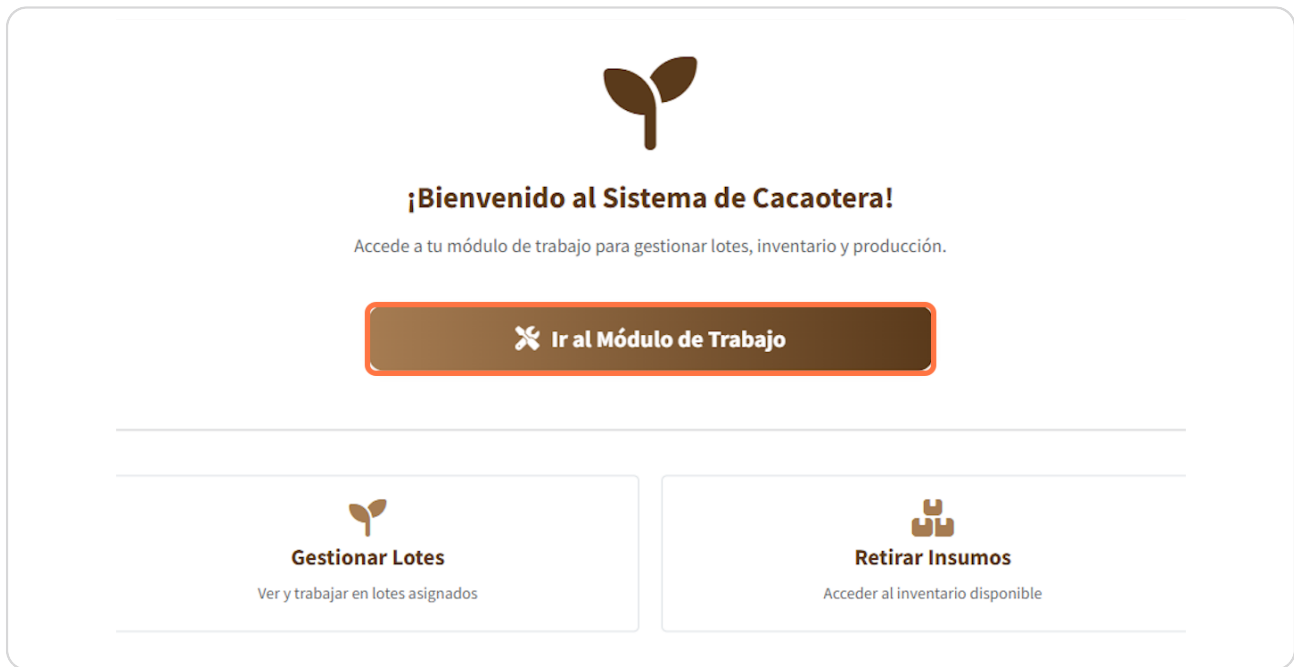 ¡Bienvenido al Sistema de Cacaotera!
Accede a tu módulo de trabajo para gestionar lotes, inventario y producción.
Ir al Módulo de Trabajo
Gestionar Lotes
Ver y trabajar en lotes asignados
Retirar Insumos
Acceder al inventario disponible